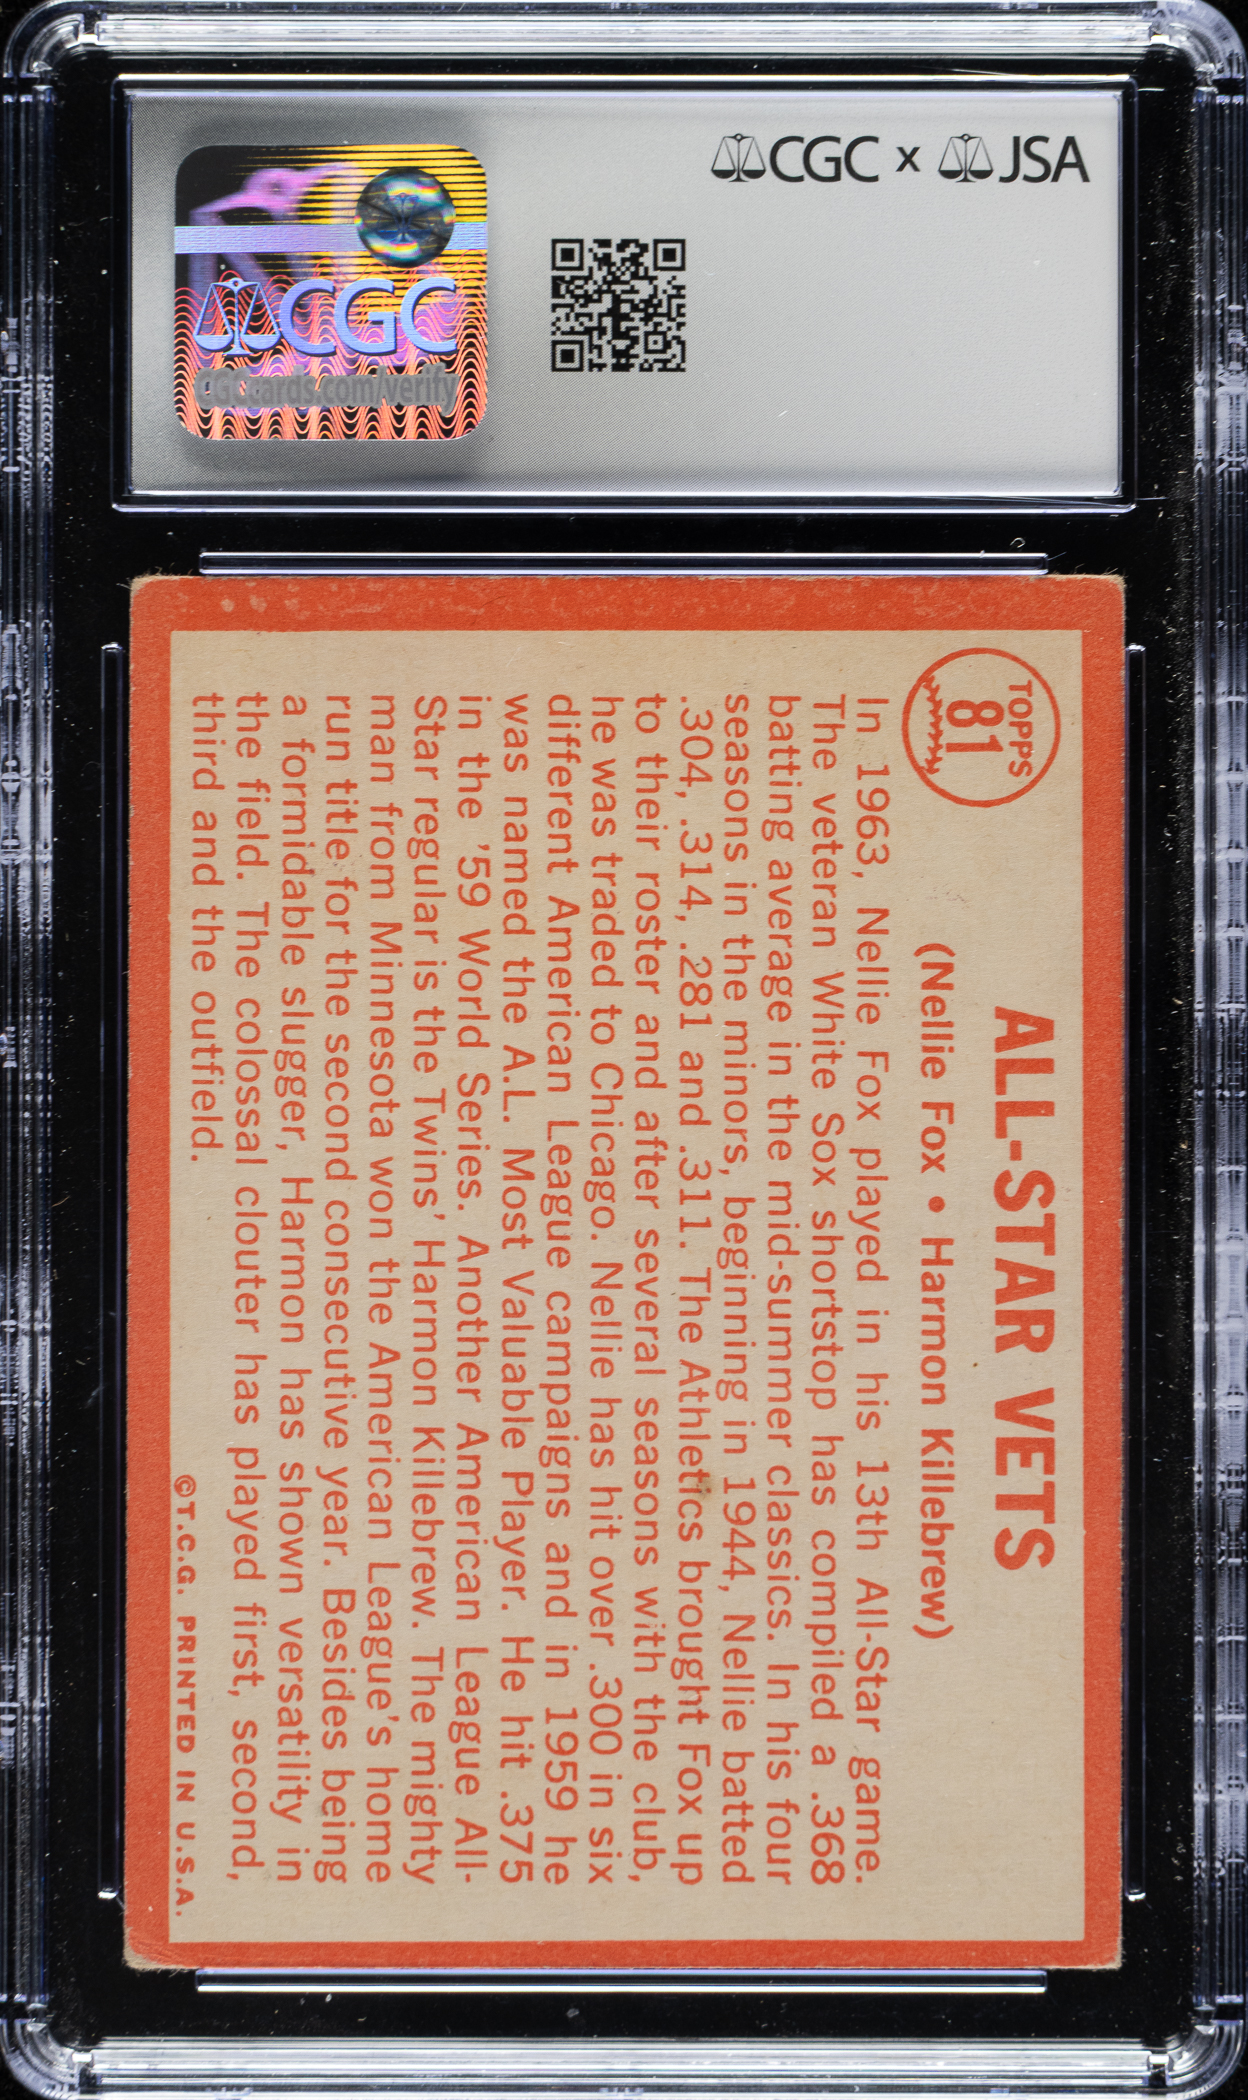 CGC x JSA
CGC
CGCcards.com/verify
TOPPS
81
ALL-STAR VETS
(Nellie Fox • Harmon Killebrew)
In 1963, Nellie Fox played in his 13th All-Star game.
The veteran White Sox shortstop has compiled a .368
batting average in the mid-summer classics. In his four
seasons in the minors, beginning in 1944, Nellie batted
.304, .314, .281 and .311. The Athletics brought Fox up
to their roster and after several seasons with the club,
he was traded to Chicago. Nellie has hit over .300 in six
different American League campaigns and in 1959 he
was named the A.L. Most Valuable Player. He hit .375
in the '59 World Series. Another American League All-
Star regular is the Twins' Harmon Killebrew. The mighty
man from Minnesota won the American League's home
run title for the second consecutive year. Besides being
a formidable slugger, Harmon has shown versatility in
the field. The colossal clouter has played first, second,
third and the outfield.
©T.C.G. PRINTED IN U.S.A.